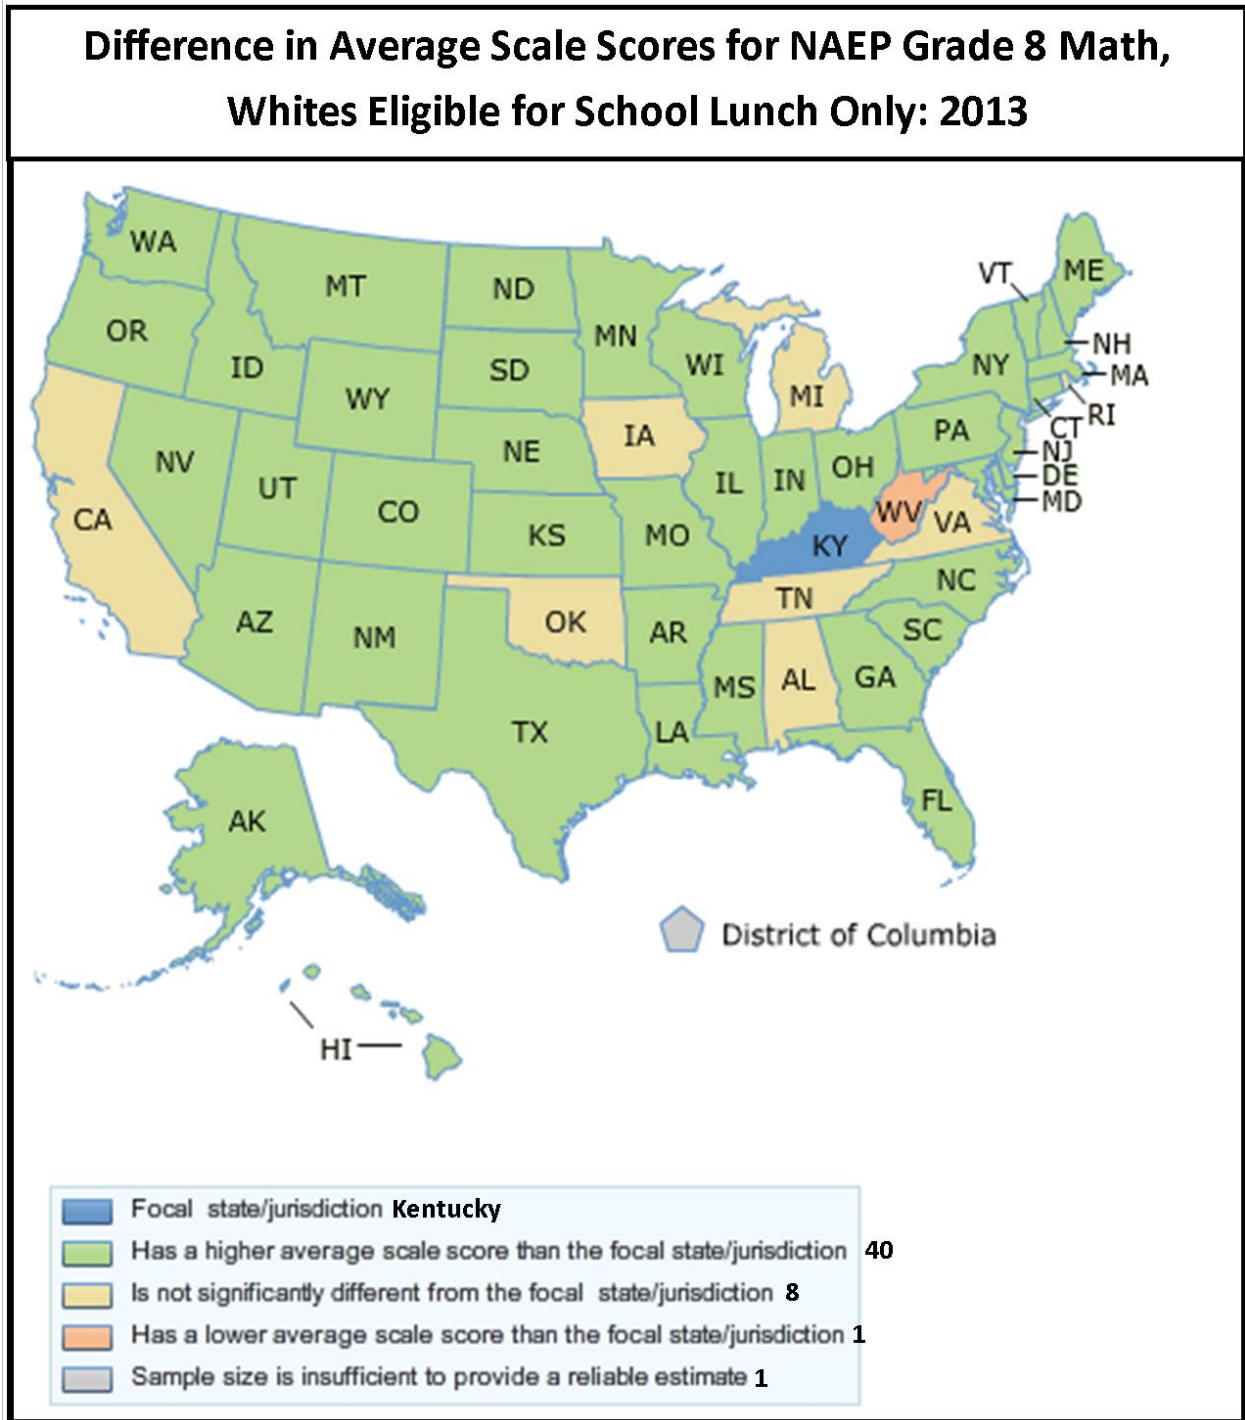 Difference in Average Scale Scores for NAEP Grade 8 Math,
Whites Eligible for School Lunch Only: 2013
WA
MT
ND
MN
OR
ID
SD
WI
WY
VT
ME
NH
NY
MA
MI
RI
CT
IA
PA
NJ
NE
NV
UT
IL
IN
OH
DE
MD
CO
WV
VA
CA
KS
MO
KY
NC
TN
OK
AZ
NM
AR
SC
MS
AL
GA
TX
LA
FL
AK
District of Columbia
HI
Focal state/jurisdiction Kentucky
Has a higher average scale score than the focal state/jurisdiction 40
Is not significantly different from the focal state/jurisdiction 8
Has a lower average scale score than the focal state/jurisdiction 1
Sample size is insufficient to provide a reliable estimate 1